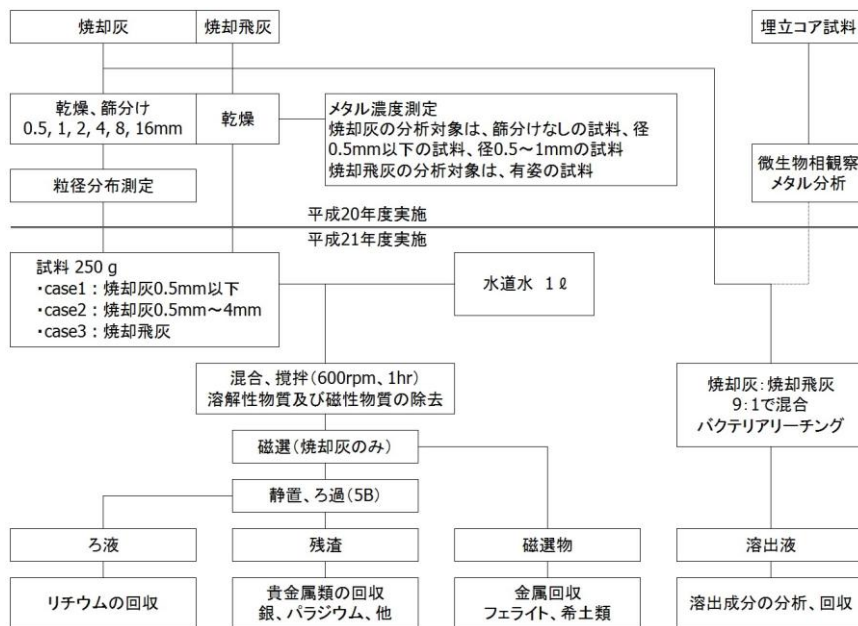 焼却灰
焼却飛灰
埋立コア試料
乾燥、篩分け
0.5, 1, 2, 4, 8, 16mm
乾燥
メタル濃度測定
焼却灰の分析対象は、篩分けなしの試料、径
0.5mm以下の試料、径0.5～1mmの試料
焼却飛灰の分析対象は、有姿の試料
粒径分布測定
微生物相観察
メタル分析
平成20年度実施
平成21年度実施
試料 250 g
・case1：焼却灰0.5mm以下
・case2：焼却灰0.5mm～4mm
・case3：焼却飛灰
水道水 1ℓ
混合、撹拌(600rpm、1hr)
溶解性物質及び磁性物質の除去
焼却灰：焼却飛灰
9：1で混合
バクテリアリーチング
磁選(焼却灰のみ)
静置、ろ過(5B)
ろ液
残渣
磁選物
溶出液
リチウムの回収
貴金属類の回収
銀、パラジウム、他
金属回収
フェライト、希土類
溶出成分の分析、回収